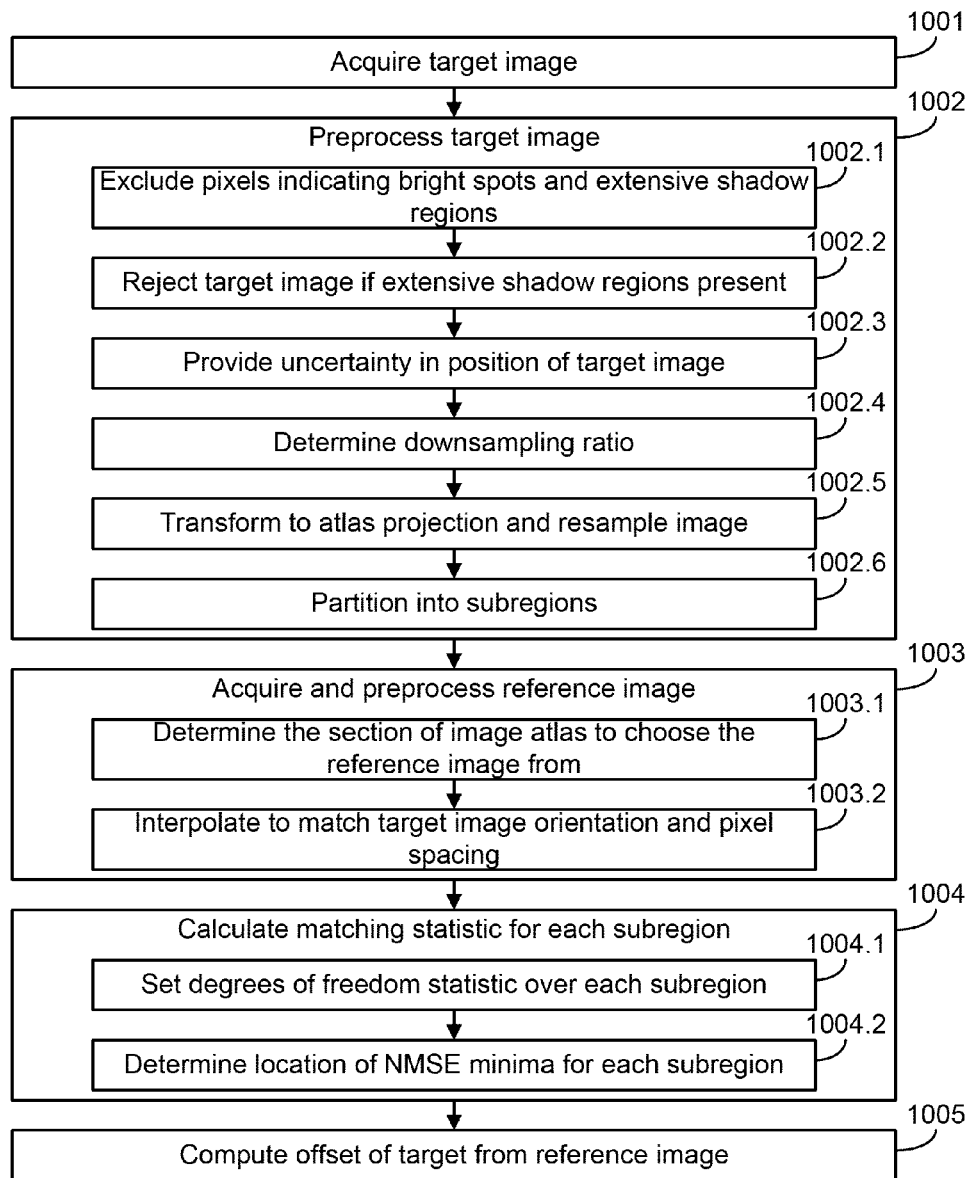 1001
Acquire target image
1002
Preprocess target image
1002.1
Exclude pixels indicating bright spots and extensive shadow
regions
1002.2
Reject target image if extensive shadow regions present
1002.3
Provide uncertainty in position of target image
1002.4
Determine downsampling ratio
1002.5
Transform to atlas projection and resample image
1002.6
Partition into subregions
1003
Acquire and preprocess reference image
1003.1
Determine the section of image atlas to choose the
reference image from
1003.2
Interpolate to match target image orientation and pixel
spacing
1004
Calculate matching statistic for each subregion
1004.1
Set degrees of freedom statistic over each subregion
1004.2
Determine location of NMSE minima for each subregion
1005
Compute offset of target from reference image